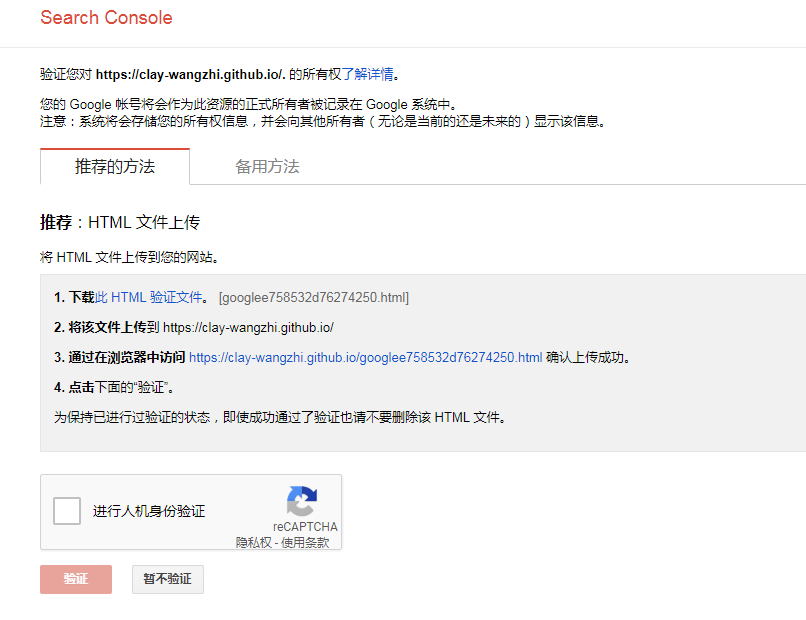 Search Console
验证您对 https://clay-wangzhi.github.io/. 的所有权了解详情。
您的 Google 帐号将会作为此资源的正式所有者被记录在 Google 系统中。
注意：系统将会存储您的所有权信息，并会向其他所有者（无论是当前的还是未来的）显示该信息。
推荐的方法 备用方法
推荐：HTML 文件上传
将 HTML 文件上传到您的网站。
1. 下载此 HTML 验证文件。 [googlee758532d76274250.html]
2. 将该文件上传到 https://clay-wangzhi.github.io/
3. 通过在浏览器中访问 https://clay-wangzhi.github.io/googlee758532d76274250.html 确认上传成功。
4. 点击下面的“验证”。
为保持已进行过验证的状态，即使成功通过了验证也请不要删除该 HTML 文件。
进行人机身份验证
reCAPTCHA
隐私权 - 使用条款
验证 暂不验证